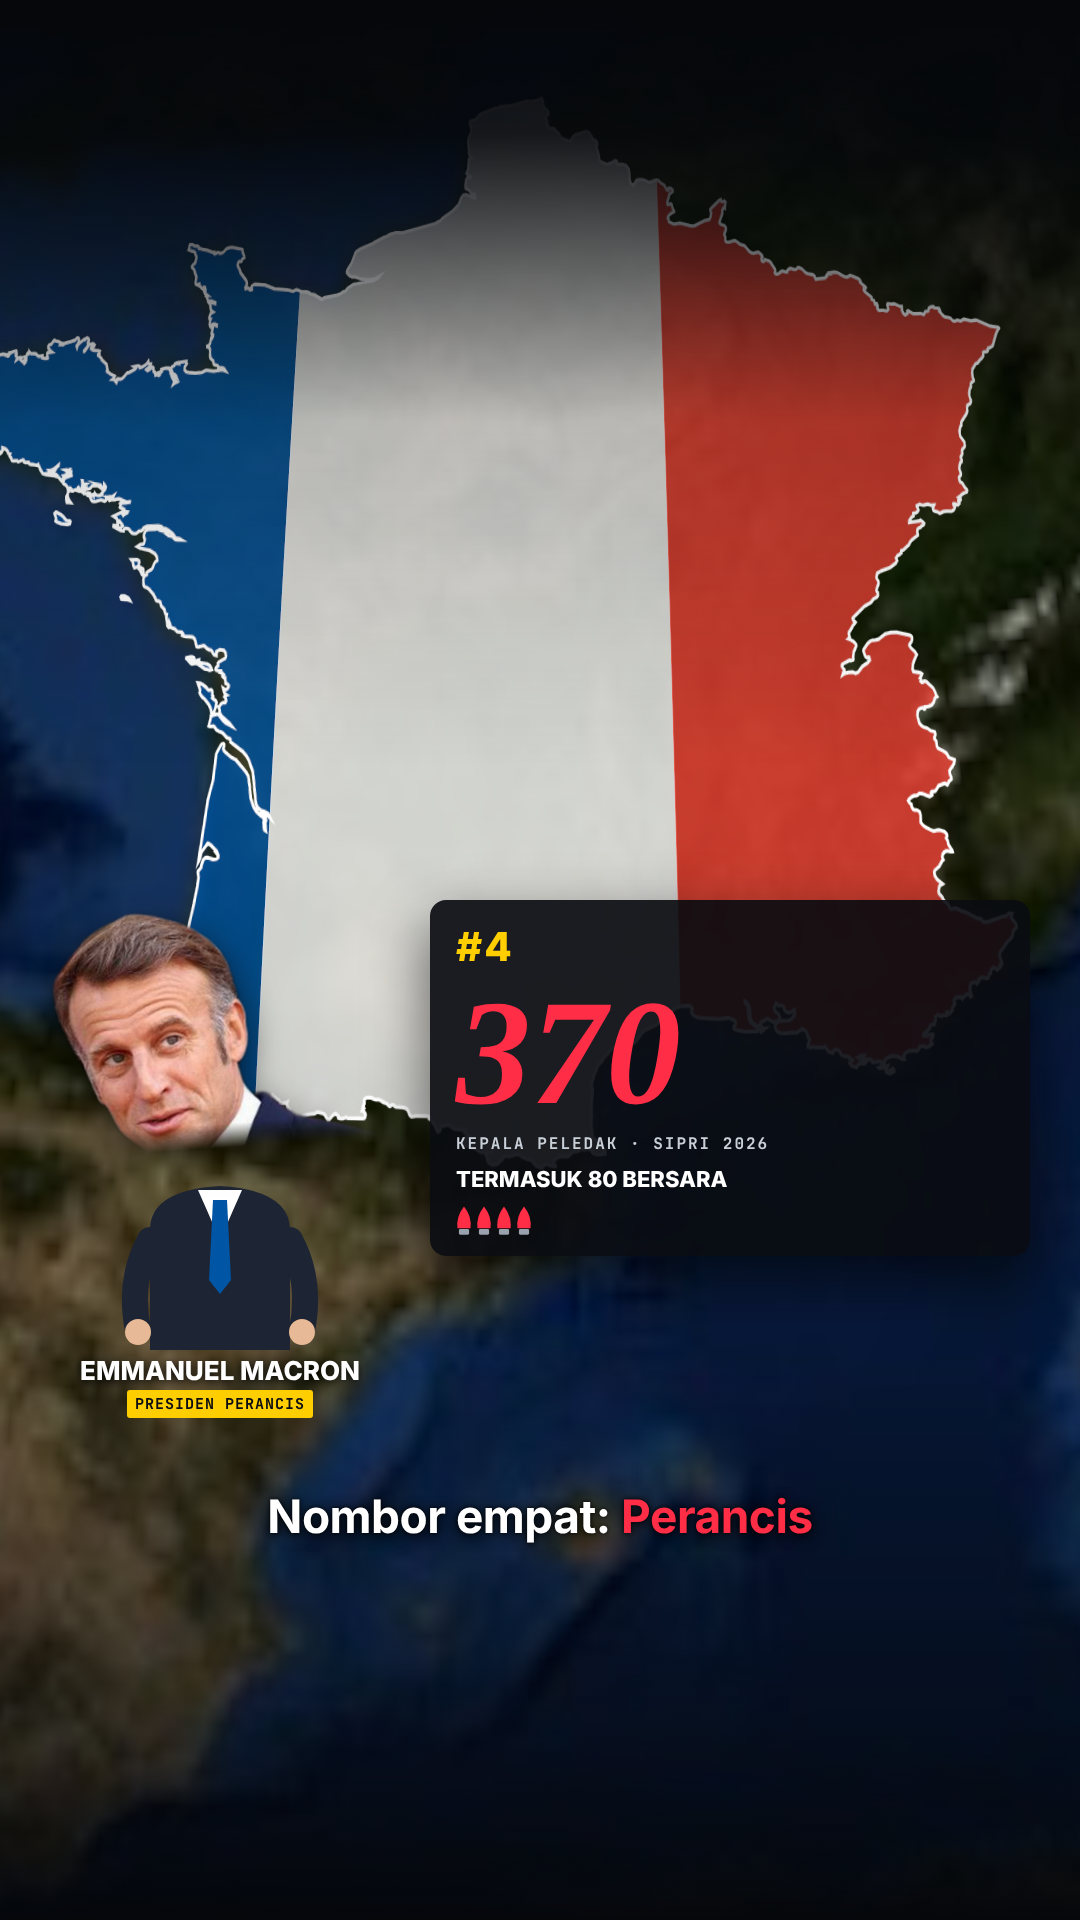 #4
370
KEPALA PELEDAK · SIPRI 2026
TERMASUK 80 BERSARA
EMMANUEL MACRON
PRESIDEN PERANCIS
Nombor empat: Perancis